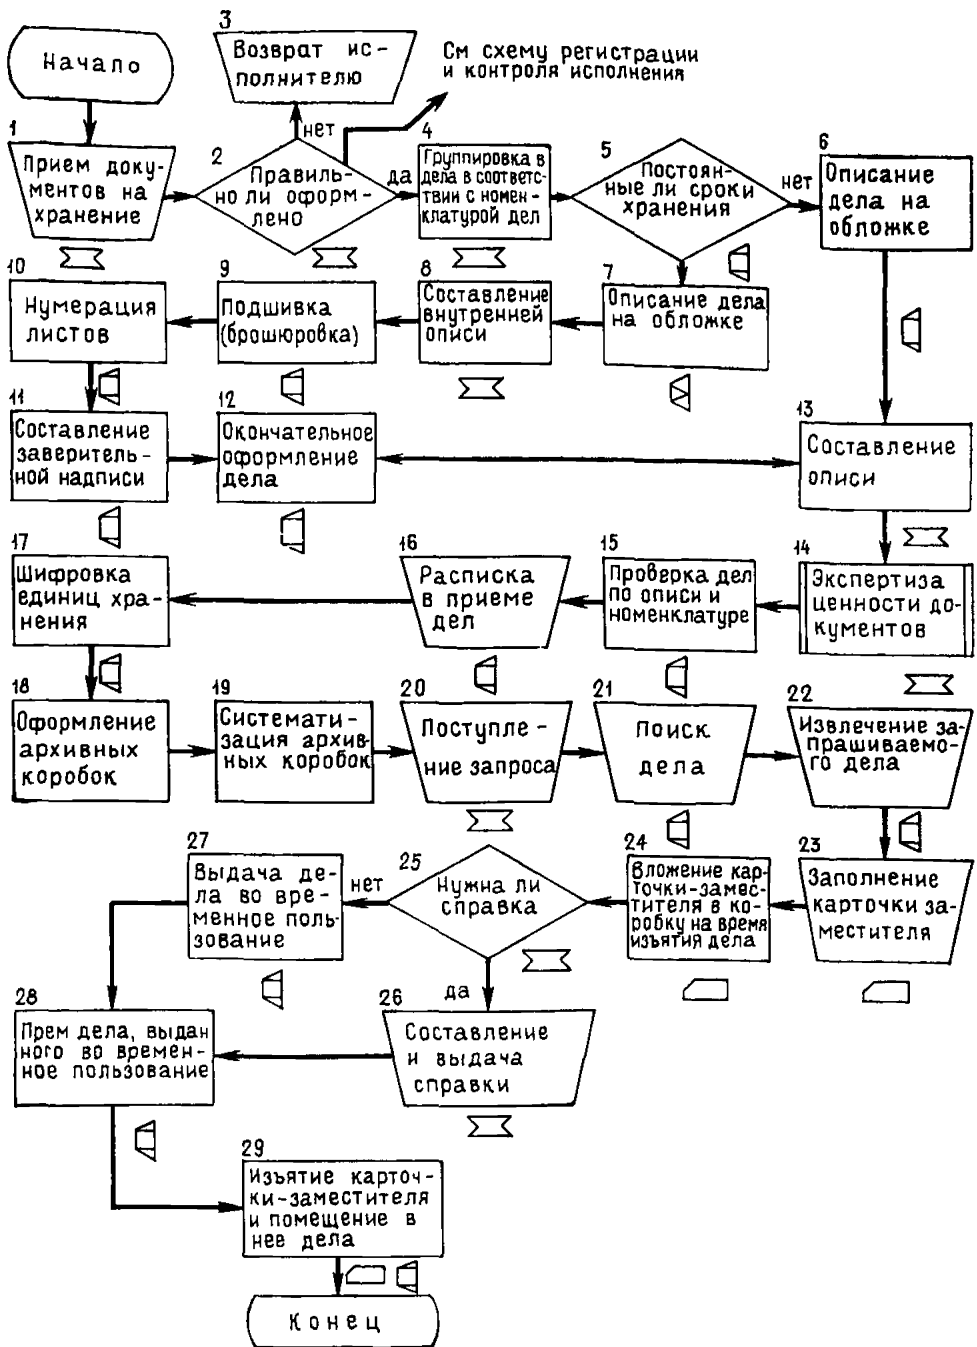 Начало
3
Возврат ис-
полнителю
См схему регистрации
и контроля исполнения
1
Прием доку-
ментов на
хранение
нет
2
Правиль-
но ли оформ-
лено
да
4
Группировка в
дела в соответс-
твии с номен-
клатурой дел
5
Постоян-
ные ли сроки
хранения
нет
6
Описание
дела на
обложке
10
Нумерация
листов
9
Подшивка
(брошюровка)
8
Составление
внутренней
описи
7
Описание дела
на обложке
11
Составление
заверитель-
ной надписи
12
Окончательное
оформление
дела
13
Составление
описи
17
Шифровка
единиц хра-
нения
16
Расписка
в приеме
дел
15
Проверка дел
по описи и
номенклатуре
14
Экспертиза
ценности до-
кументов
18
Оформление
архивных
коробок
19
Системати-
зация архив-
ных коробок
20
Поступле-
ние запроса
21
Поиск
дела
22
Извлечение за-
прашиваемо-
го дела
27
Выдача де-
ла во вре-
менное поль-
зование
нет
25
Нужна ли
справка
24
Вложение кар-
точки-замес-
тителя в ко-
робку на время
изъятия дела
23
Заполнение
карточки за-
местителя
да
28
Прем дела, выдан
ного во времен-
ное пользование
26
Составление
и выдача
справки
29
Изъятие карточ-
ки-заместителя
и помещение в
нее дела
Конец